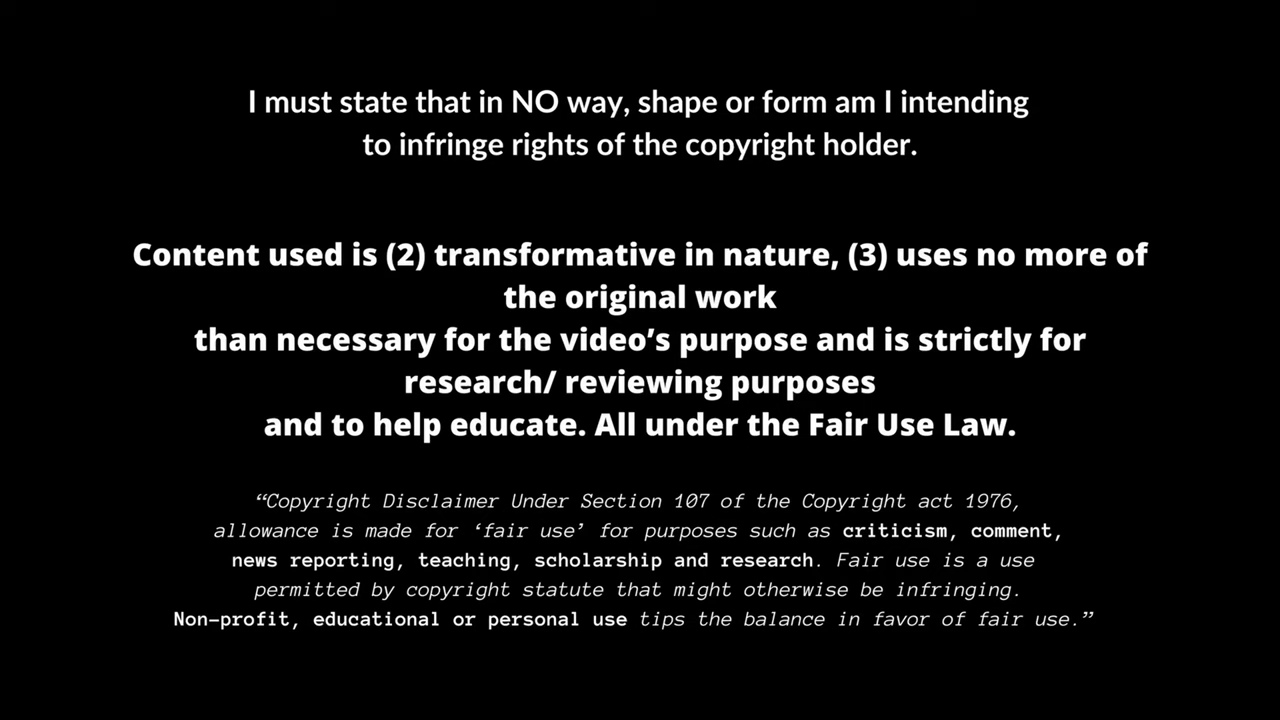 I must state that in NO way, shape or form am I intending
to infringe rights of the copyright holder.
Content used is (2) transformative in nature, (3) uses no more of
the original work
than necessary for the video’s purpose and is strictly for
research/ reviewing purposes
and to help educate. All under the Fair Use Law.
“Copyright Disclaimer Under Section 107 of the Copyright act 1976,
allowance is made for ‘fair use’ for purposes such as criticism, comment,
news reporting, teaching, scholarship and research. Fair use is a use
permitted by copyright statute that might otherwise be infringing.
Non-profit, educational or personal use tips the balance in favor of fair use.”